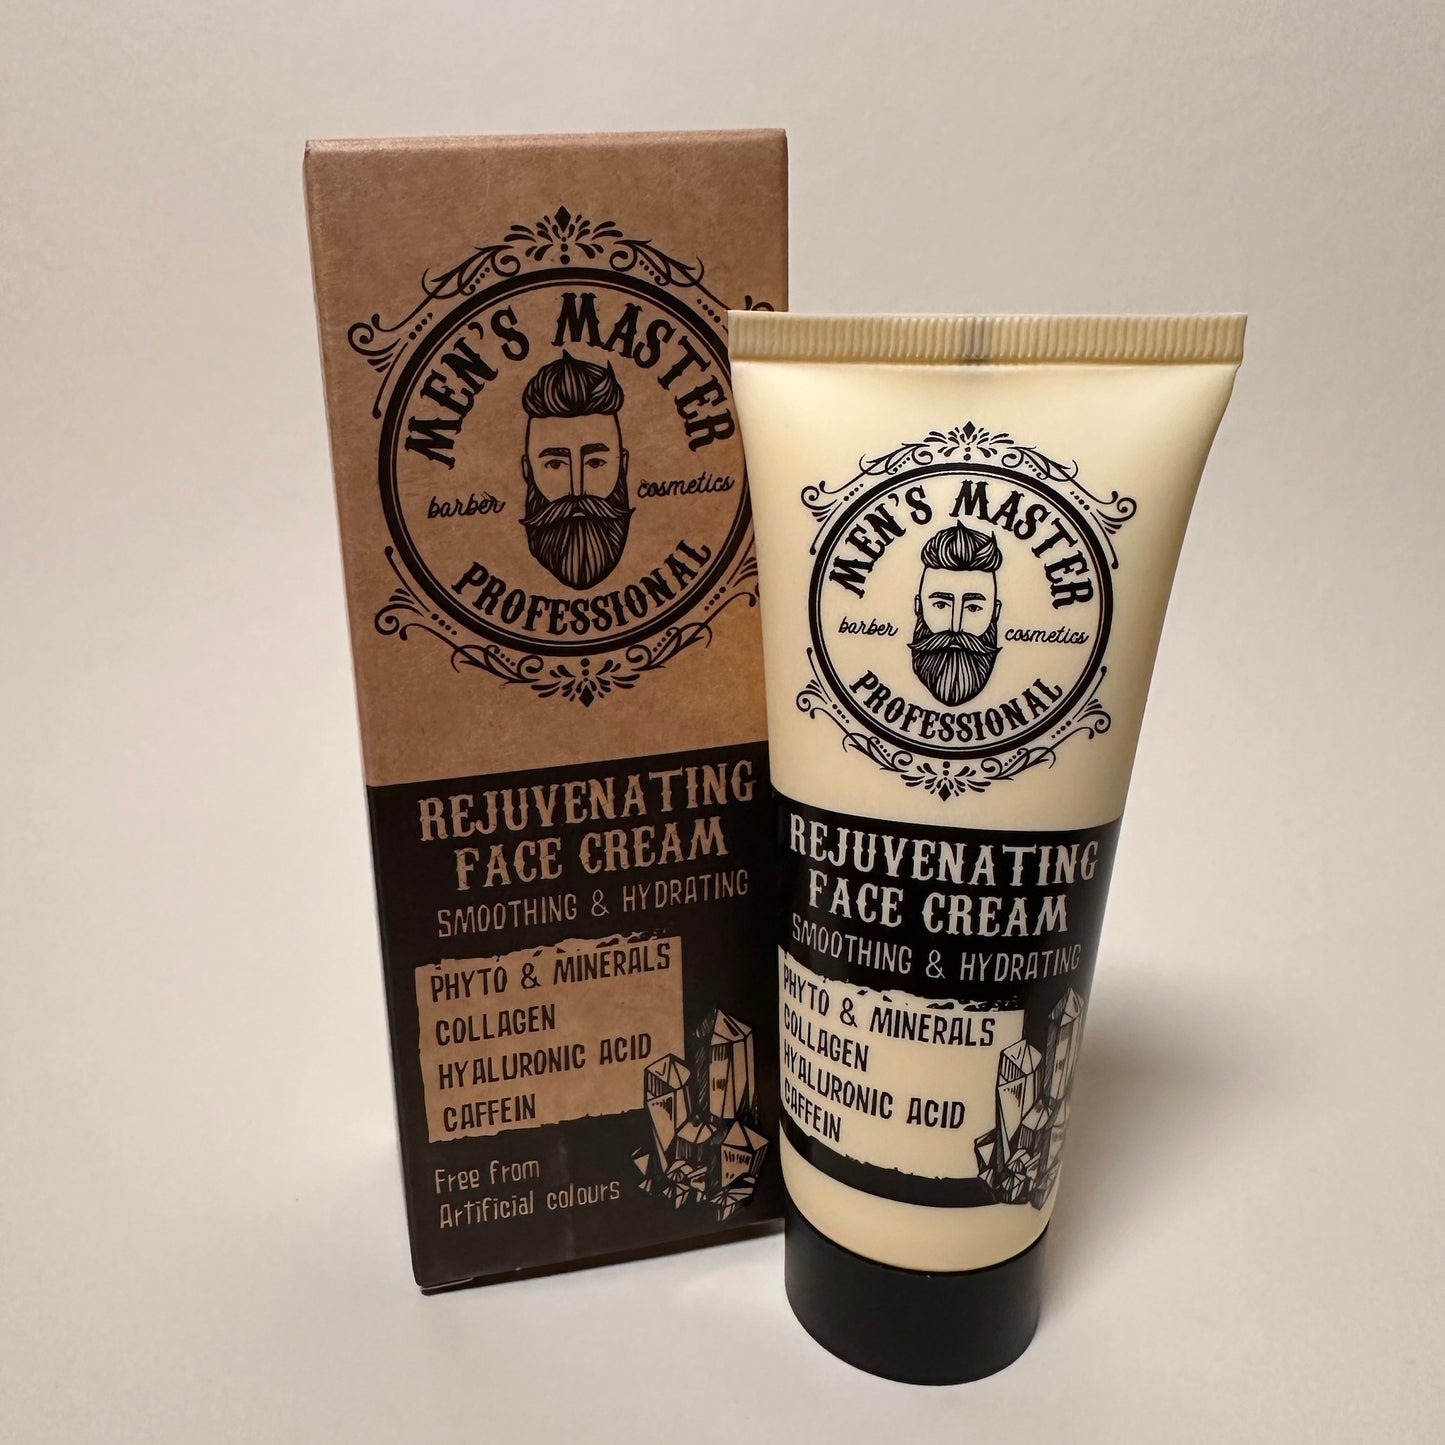 MEN'S MASTER
barber cosmetics
PROFESSIONAL
REJUVENATING
FACE CREAM
SMOOTHING & HYDRATING
PHYTO & MINERALS
COLLAGEN
HYALURONIC ACID
CAFFEIN
Free from
Artificial colours
MEN'S MASTER
barber cosmetics
PROFESSIONAL
REJUVENATING
FACE CREAM
SMOOTHING & HYDRATING
PHYTO & MINERALS
COLLAGEN
HYALURONIC ACID
CAFFEIN